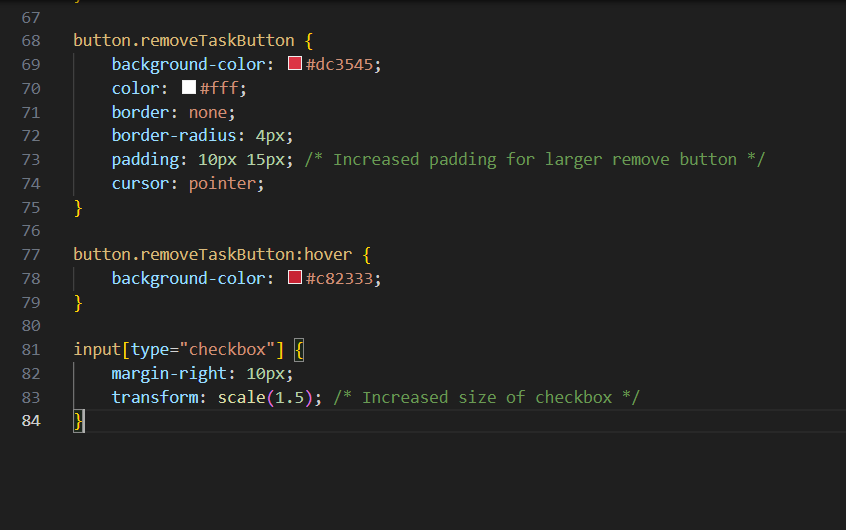 67
68 button.removeTaskButton {
69     background-color: #dc3545;
70     color: #fff;
71     border: none;
72     border-radius: 4px;
73     padding: 10px 15px; /* Increased padding for larger remove button */
74     cursor: pointer;
75 }
76
77 button.removeTaskButton:hover {
78     background-color: #c82333;
79 }
80
81 input[type="checkbox"] {
82     margin-right: 10px;
83     transform: scale(1.5); /* Increased size of checkbox */
84 }